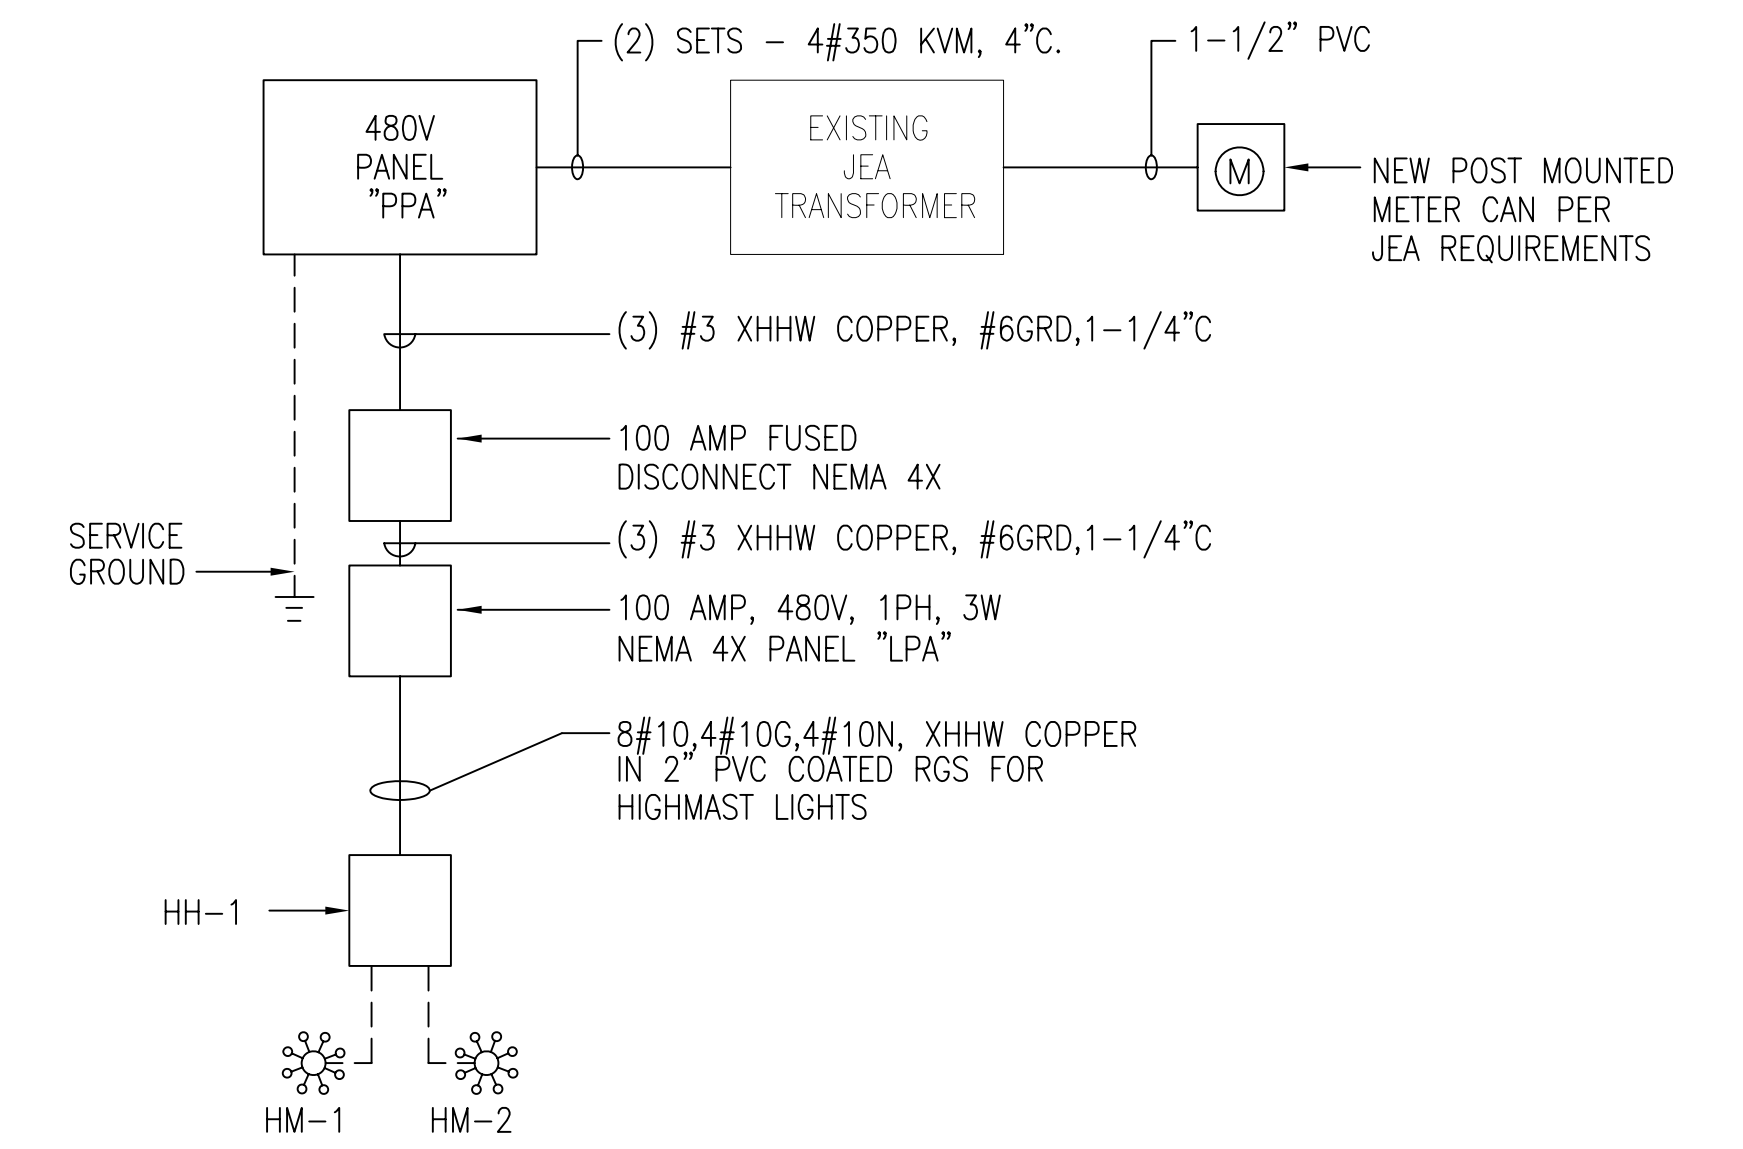 (2) SETS - 4#350 KVM, 4"C.
1-1/2" PVC
480V
PANEL
"PPA"
EXISTING
JEA
TRANSFORMER
M
NEW POST MOUNTED
METER CAN PER
JEA REQUIREMENTS
(3) #3 XHHW COPPER, #6GRD,1-1/4"C
100 AMP FUSED
DISCONNECT NEMA 4X
SERVICE
GROUND
(3) #3 XHHW COPPER, #6GRD,1-1/4"C
100 AMP, 480V, 1PH, 3W
NEMA 4X PANEL "LPA"
8#10,4#10G,4#10N, XHHW COPPER
IN 2" PVC COATED RGS FOR
HIGHMAST LIGHTS
HH-1
HM-1
HM-2